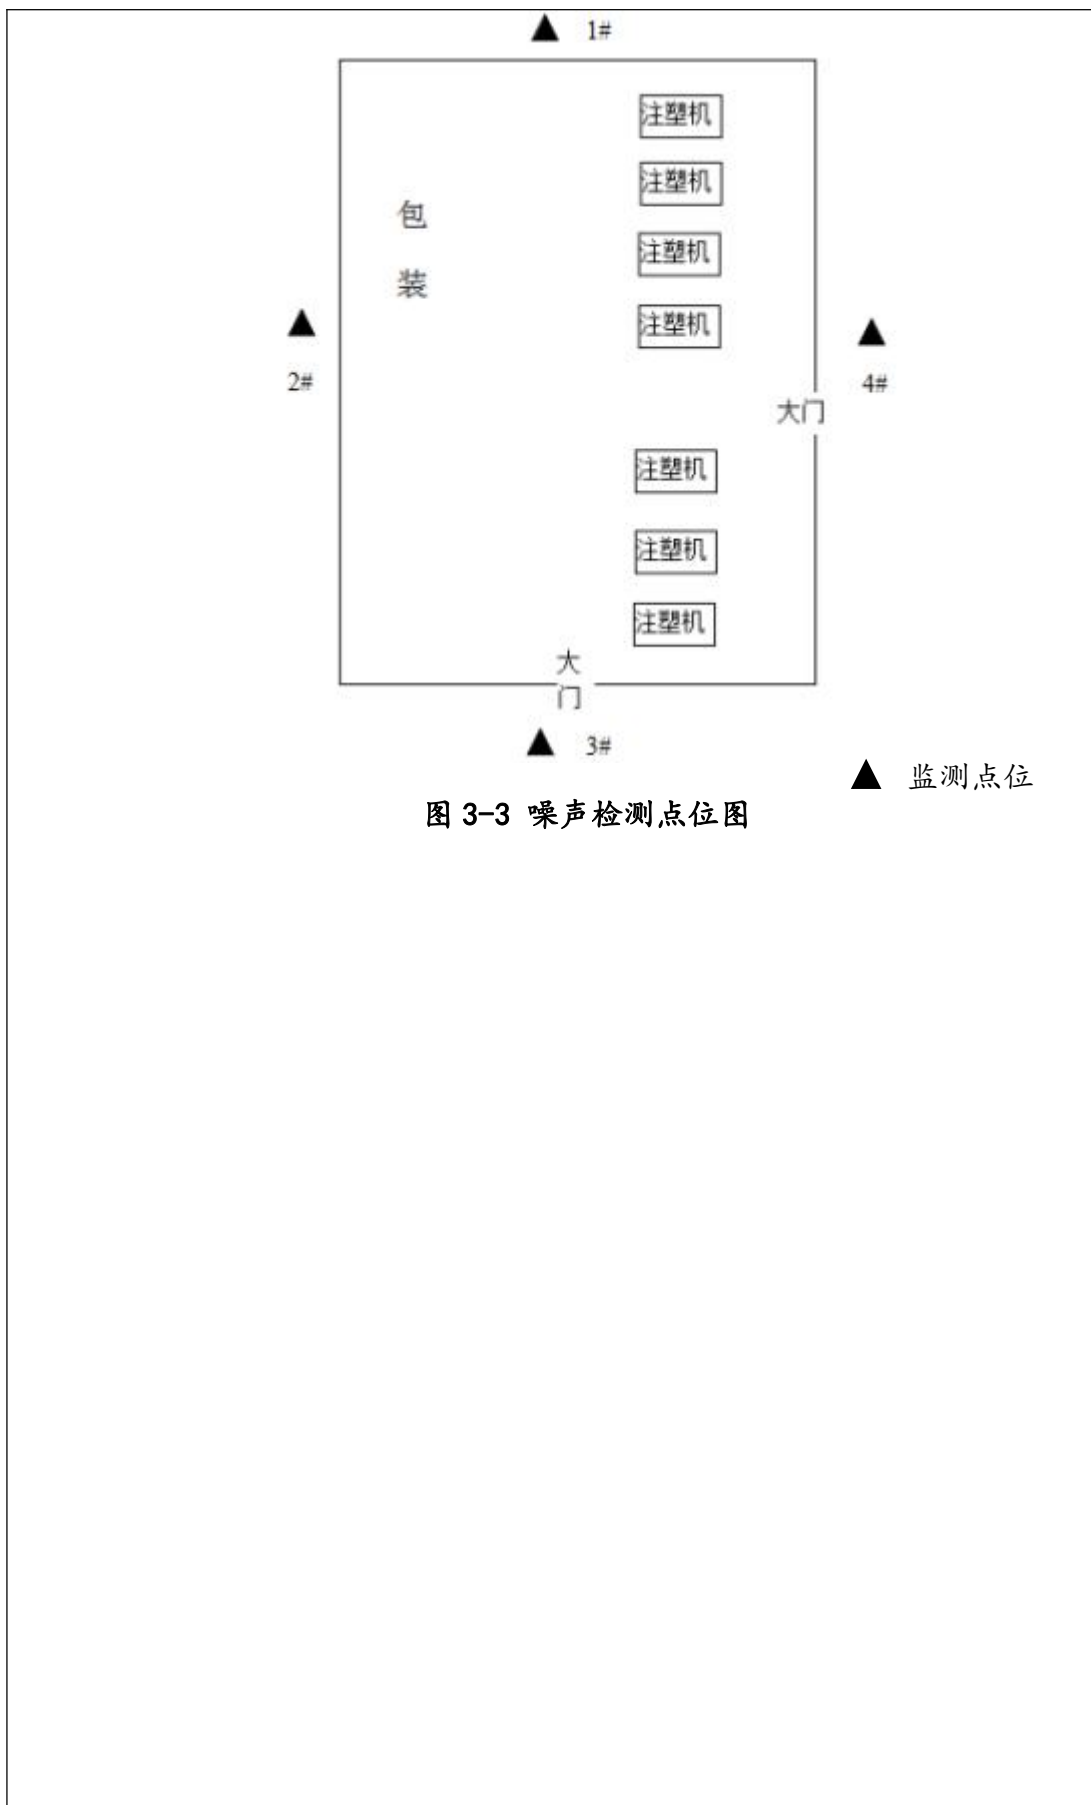 ▲ 1#
注塑机
注塑机
包
注塑机
装
注塑机
▲
▲
2#
4#
大门
注塑机
注塑机
注塑机
大
门
▲ 3#
▲ 监测点位
图 3-3 噪声检测点位图